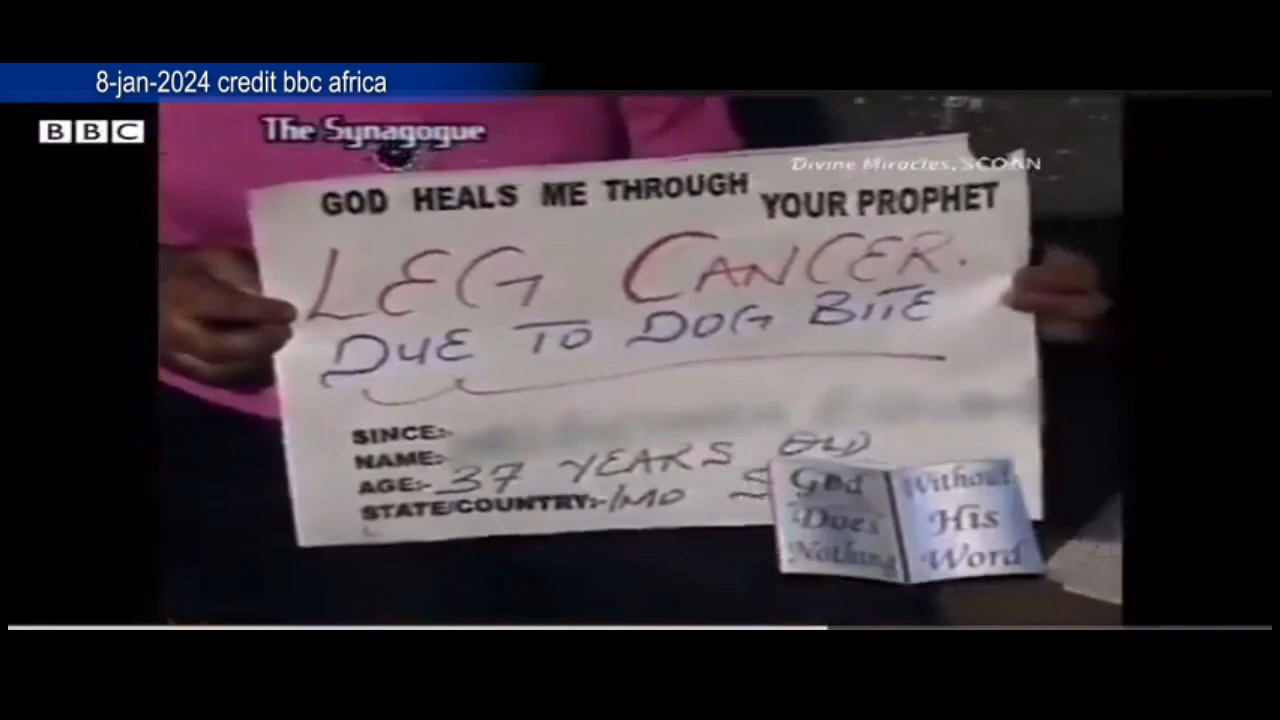 8-jan-2024 credit bbc africa
BBC
The Synagogue
Divine Miracles, SCOAN
GOD HEALS ME THROUGH YOUR PROPHET
LEG CANCER.
DUE TO DOG BITE
SINCE:-
NAME:-
AGE:- 37 YEARS OLD
STATE/COUNTRY:- IMO S
God Without
Does His
Nothing Word